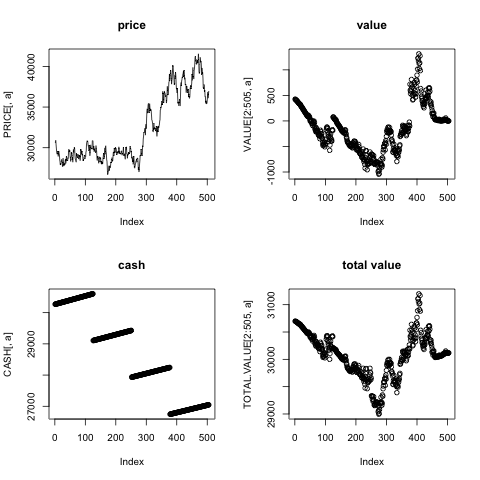 price
PRICE[, a]
30000
35000
40000
0
100
200
300
400
500
Index
value
VALUE[2:505, a]
-1000
0
500
0
100
200
300
400
500
Index
cash
CASH[, a]
27000
29000
0
100
200
300
400
500
Index
total value
TOTAL.VALUE[2:505, a]
29000
30000
31000
0
100
200
300
400
500
Index